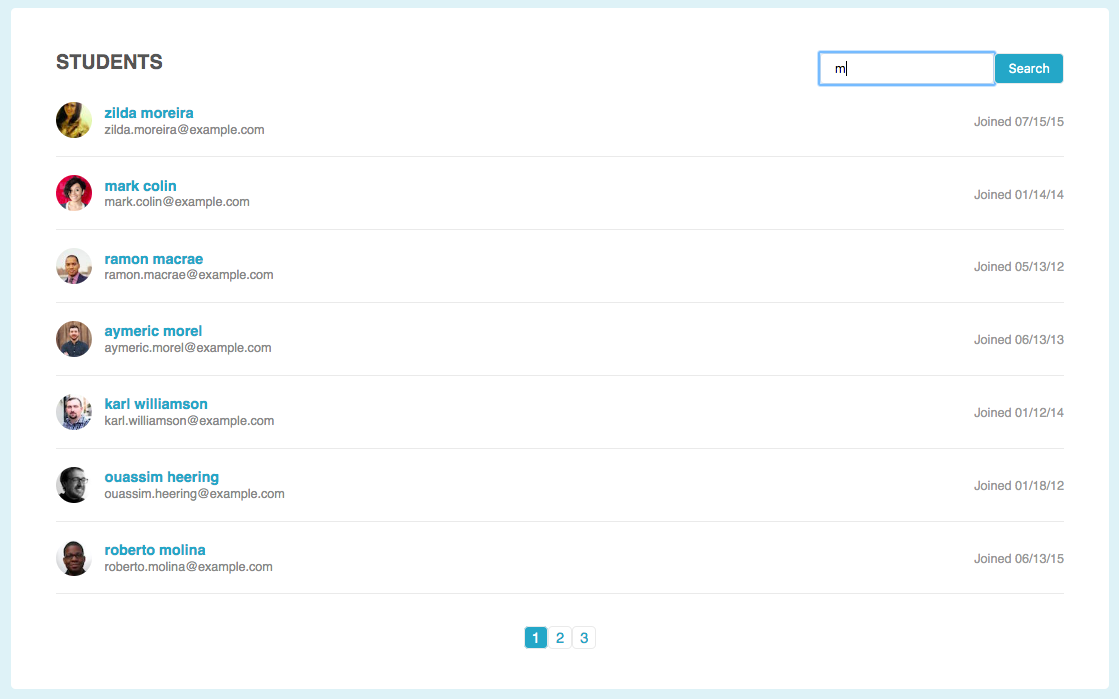 STUDENTS
m
Search
zilda moreira
zilda.moreira@example.com
Joined 07/15/15
mark colin
mark.colin@example.com
Joined 01/14/14
ramon macrae
ramon.macrae@example.com
Joined 05/13/12
aymeric morel
aymeric.morel@example.com
Joined 06/13/13
karl williamson
karl.williamson@example.com
Joined 01/12/14
ouassim heering
ouassim.heering@example.com
Joined 01/18/12
roberto molina
roberto.molina@example.com
Joined 06/13/15
1 2 3